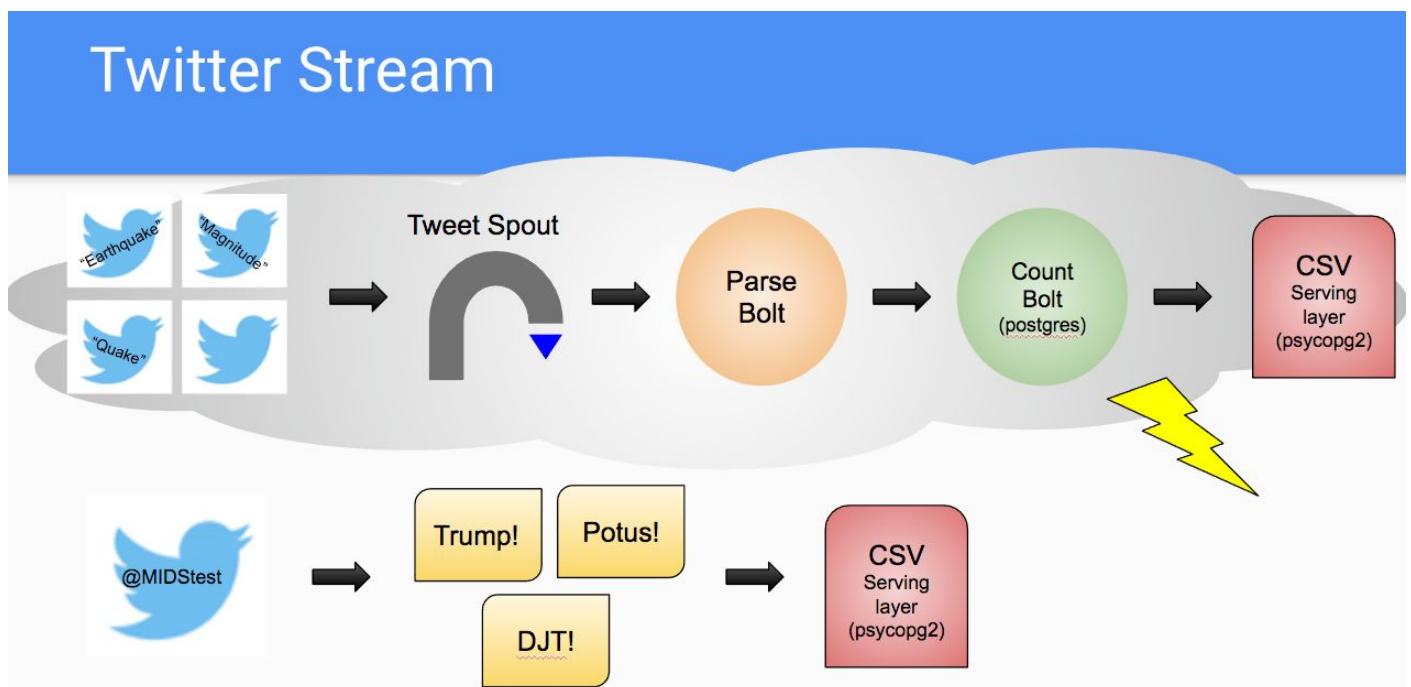 Twitter Stream
“Earthquake”
“Magnitude”
“Quake”
Tweet Spout
Parse
Bolt
Count
Bolt
(postgres)
CSV
Serving
layer
(psycopg2)
@MIDStest
Trump!
Potus!
DJT!
CSV
Serving
layer
(psycopg2)